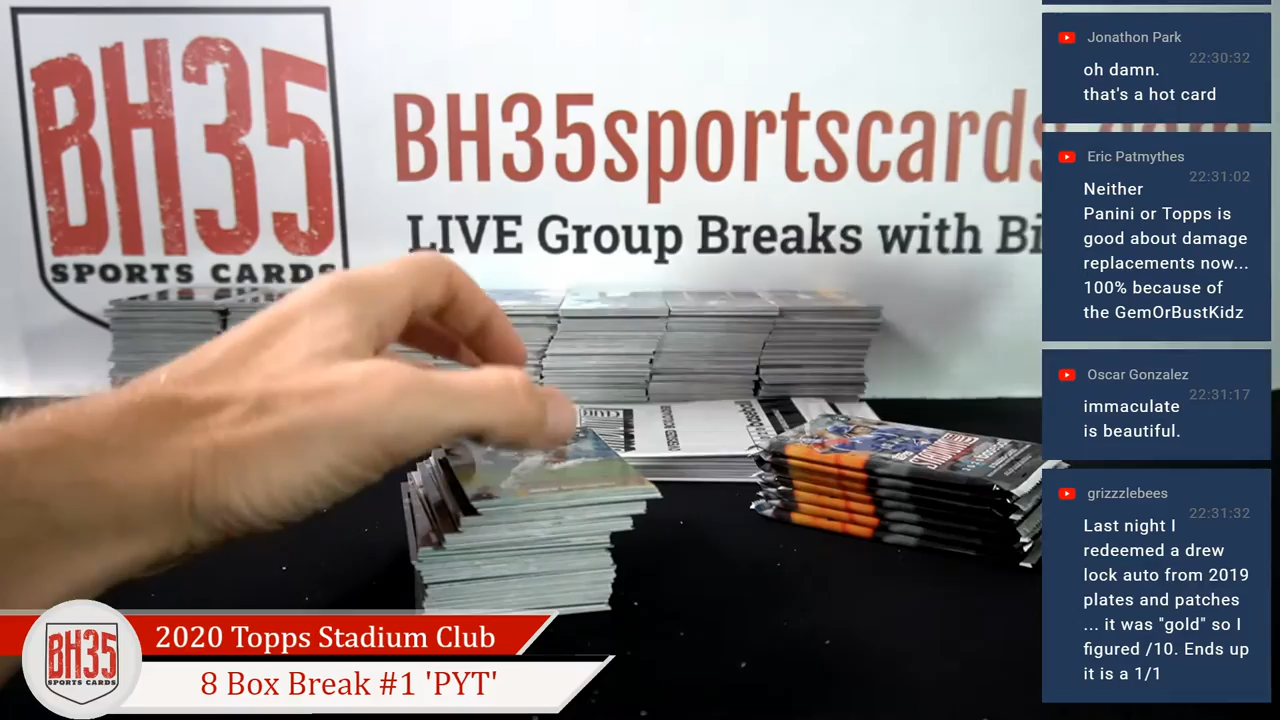 BH35
SPORTS CARDS
BH35sportscards
LIVE Group Breaks with Bi
Jonathon Park
22:30:32
oh damn.
that's a hot card
Eric Patmythes
22:31:02
Neither
Panini or Topps is
good about damage
replacements now...
100% because of
the GemOrBustKidz
Oscar Gonzalez
22:31:17
immaculate
is beautiful.
grizzzlebees
22:31:32
Last night I
redeemed a drew
lock auto from 2019
plates and patches
... it was "gold" so I
figured /10. Ends up
it is a 1/1
BH35
SPORTS CARDS
2020 Topps Stadium Club
8 Box Break #1 'PYT'